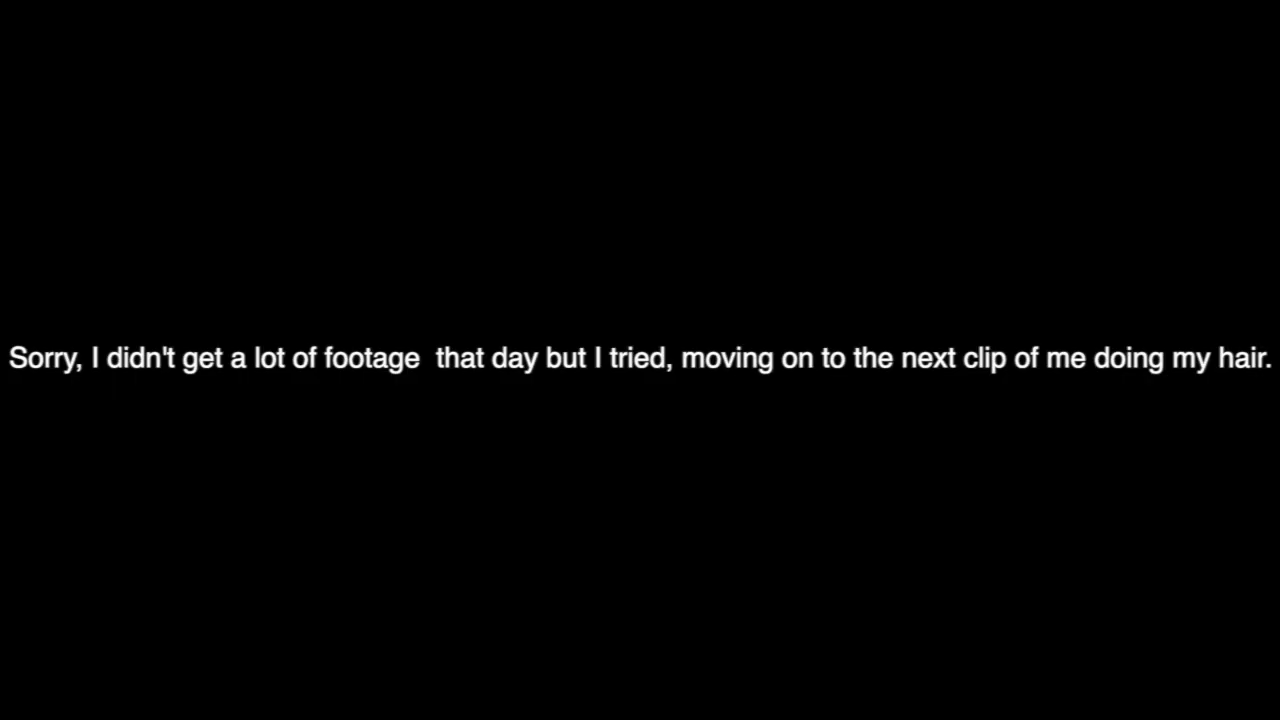 Sorry, I didn't get a lot of footage  that day but I tried, moving on to the next clip of me doing my hair.